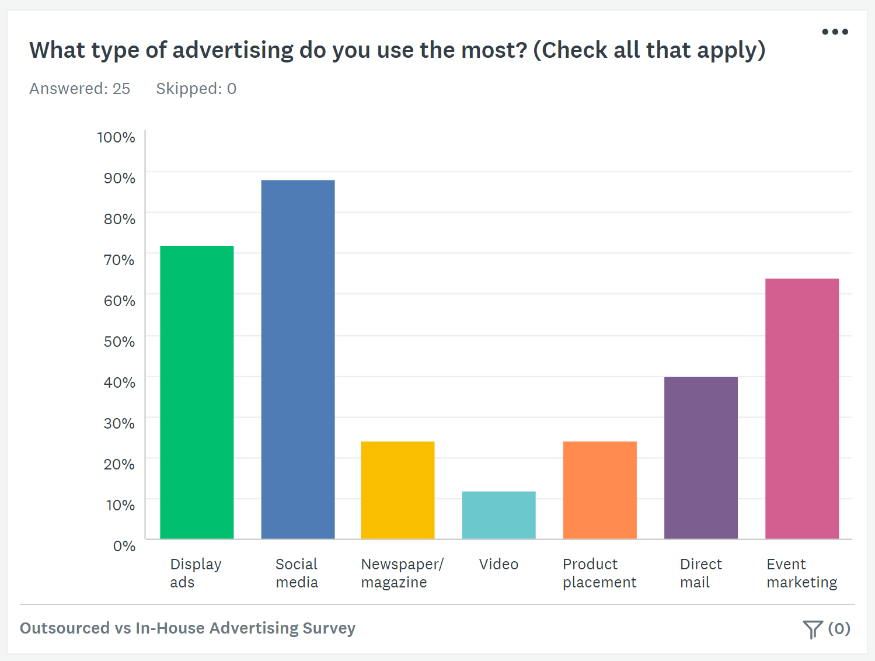 What type of advertising do you use the most? (Check all that apply)
Answered: 25 Skipped: 0
100%
90%
80%
70%
60%
50%
40%
30%
20%
10%
0%
Display ads
Social media
Newspaper/ magazine
Video
Product placement
Direct mail
Event marketing
Outsourced vs In-House Advertising Survey
(0)